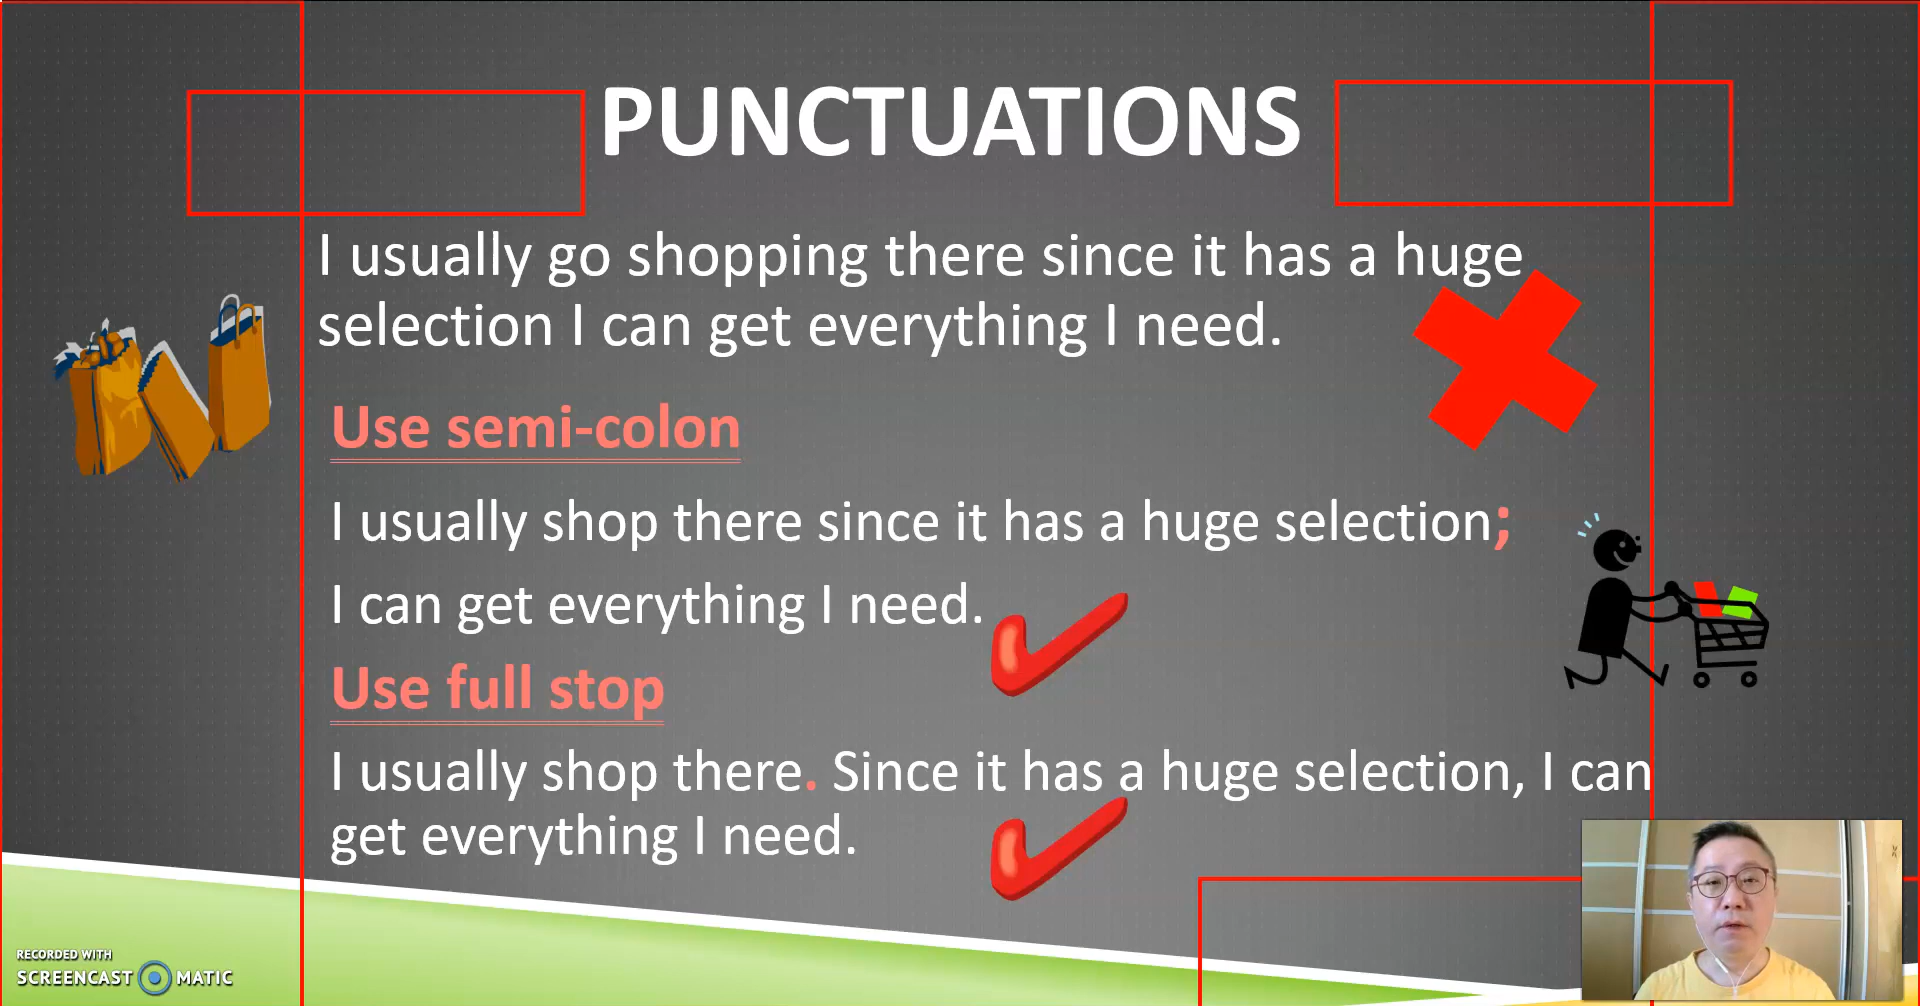 PUNCTUATIONS
I usually go shopping there since it has a huge
selection I can get everything I need.
Use semi-colon
I usually shop there since it has a huge selection;
I can get everything I need.
Use full stop
I usually shop there. Since it has a huge selection, I can
get everything I need.
RECORDED WITH
SCREENCAST MATIC